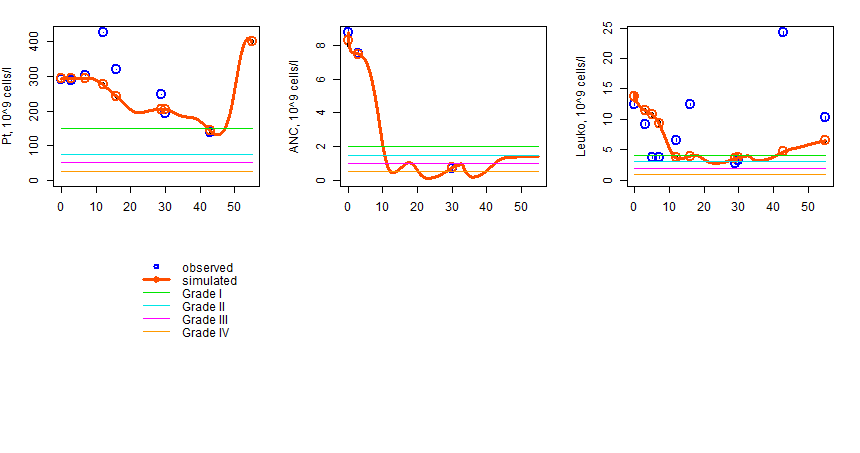 Pt, 10^9 cells/l
0 100 200 300 400
0 10 20 30 40 50
ANC, 10^9 cells/l
0 2 4 6 8
0 10 20 30 40 50
Leuko, 10^9 cells/l
0 5 10 15 20 25
0 10 20 30 40 50
observed
simulated
Grade I
Grade II
Grade III
Grade IV